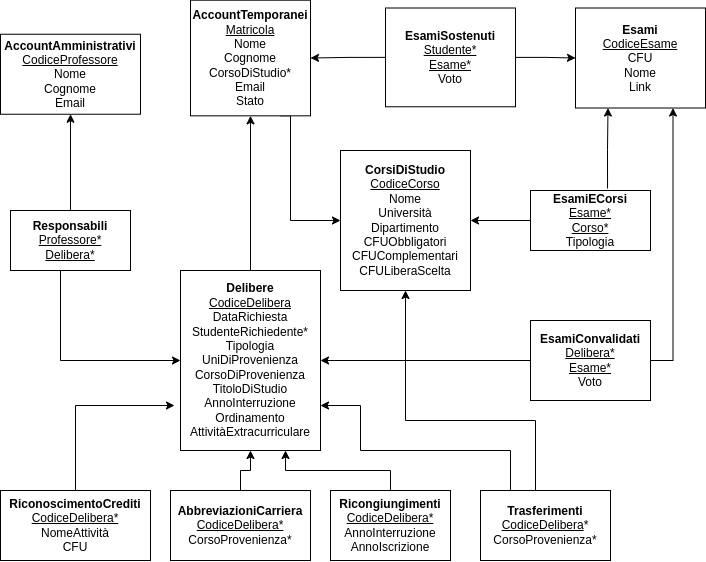 AccountAmministrativi
CodiceProfessore
Nome
Cognome
Email
AccountTemporanei
Matricola
Nome
Cognome
CorsoDiStudio*
Email
Stato
EsamiSostenuti
Studente*
Esame*
Voto
Esami
CodiceEsame
CFU
Nome
Link
CorsiDiStudio
CodiceCorso
Nome
Università
Dipartimento
CFUObbligatori
CFUComplementari
CFULiberaScelta
EsamiECorsi
Esame*
Corso*
Tipologia
Responsabili
Professore*
Delibera*
Delibere
CodiceDelibera
DataRichiesta
StudenteRichiedente*
Tipologia
UniDiProvenienza
CorsoDiProvenienza
TitoloDiStudio
AnnoInterruzione
Ordinamento
AttivitàExtracurriculare
EsamiConvalidati
Delibera*
Esame*
Voto
RiconoscimentoCrediti
CodiceDelibera*
NomeAttività
CFU
AbbreviazioniCarriera
CodiceDelibera*
CorsoProvenienza*
Ricongiungimenti
CodiceDelibera*
AnnoInterruzione
AnnoIscrizione
Trasferimenti
CodiceDelibera*
CorsoProvenienza*